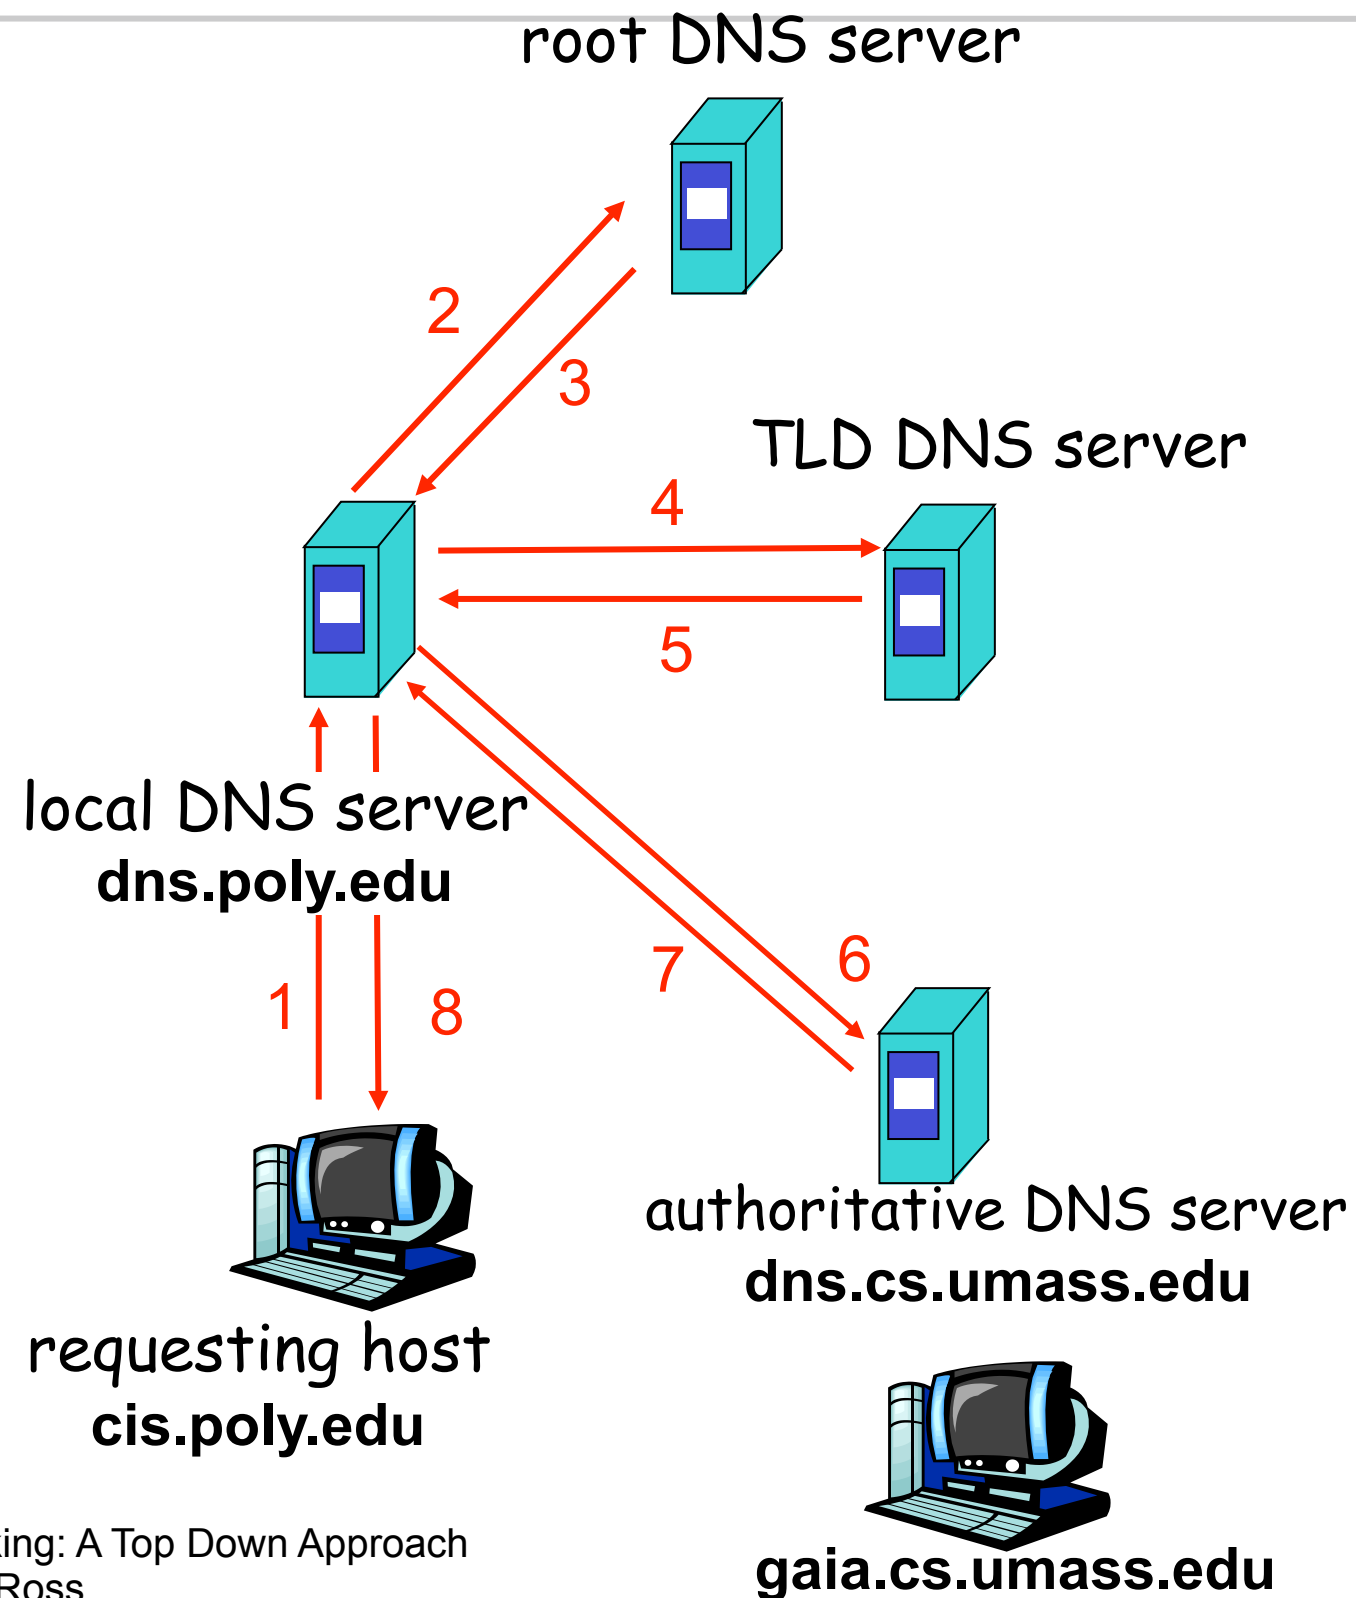 root DNS server
2
3
TLD DNS server
4
5
local DNS server
dns.poly.edu
7
6
1
8
authoritative DNS server
dns.cs.umass.edu
requesting host
cis.poly.edu
A Top Down Approach
Ross
gaia.cs.umass.edu